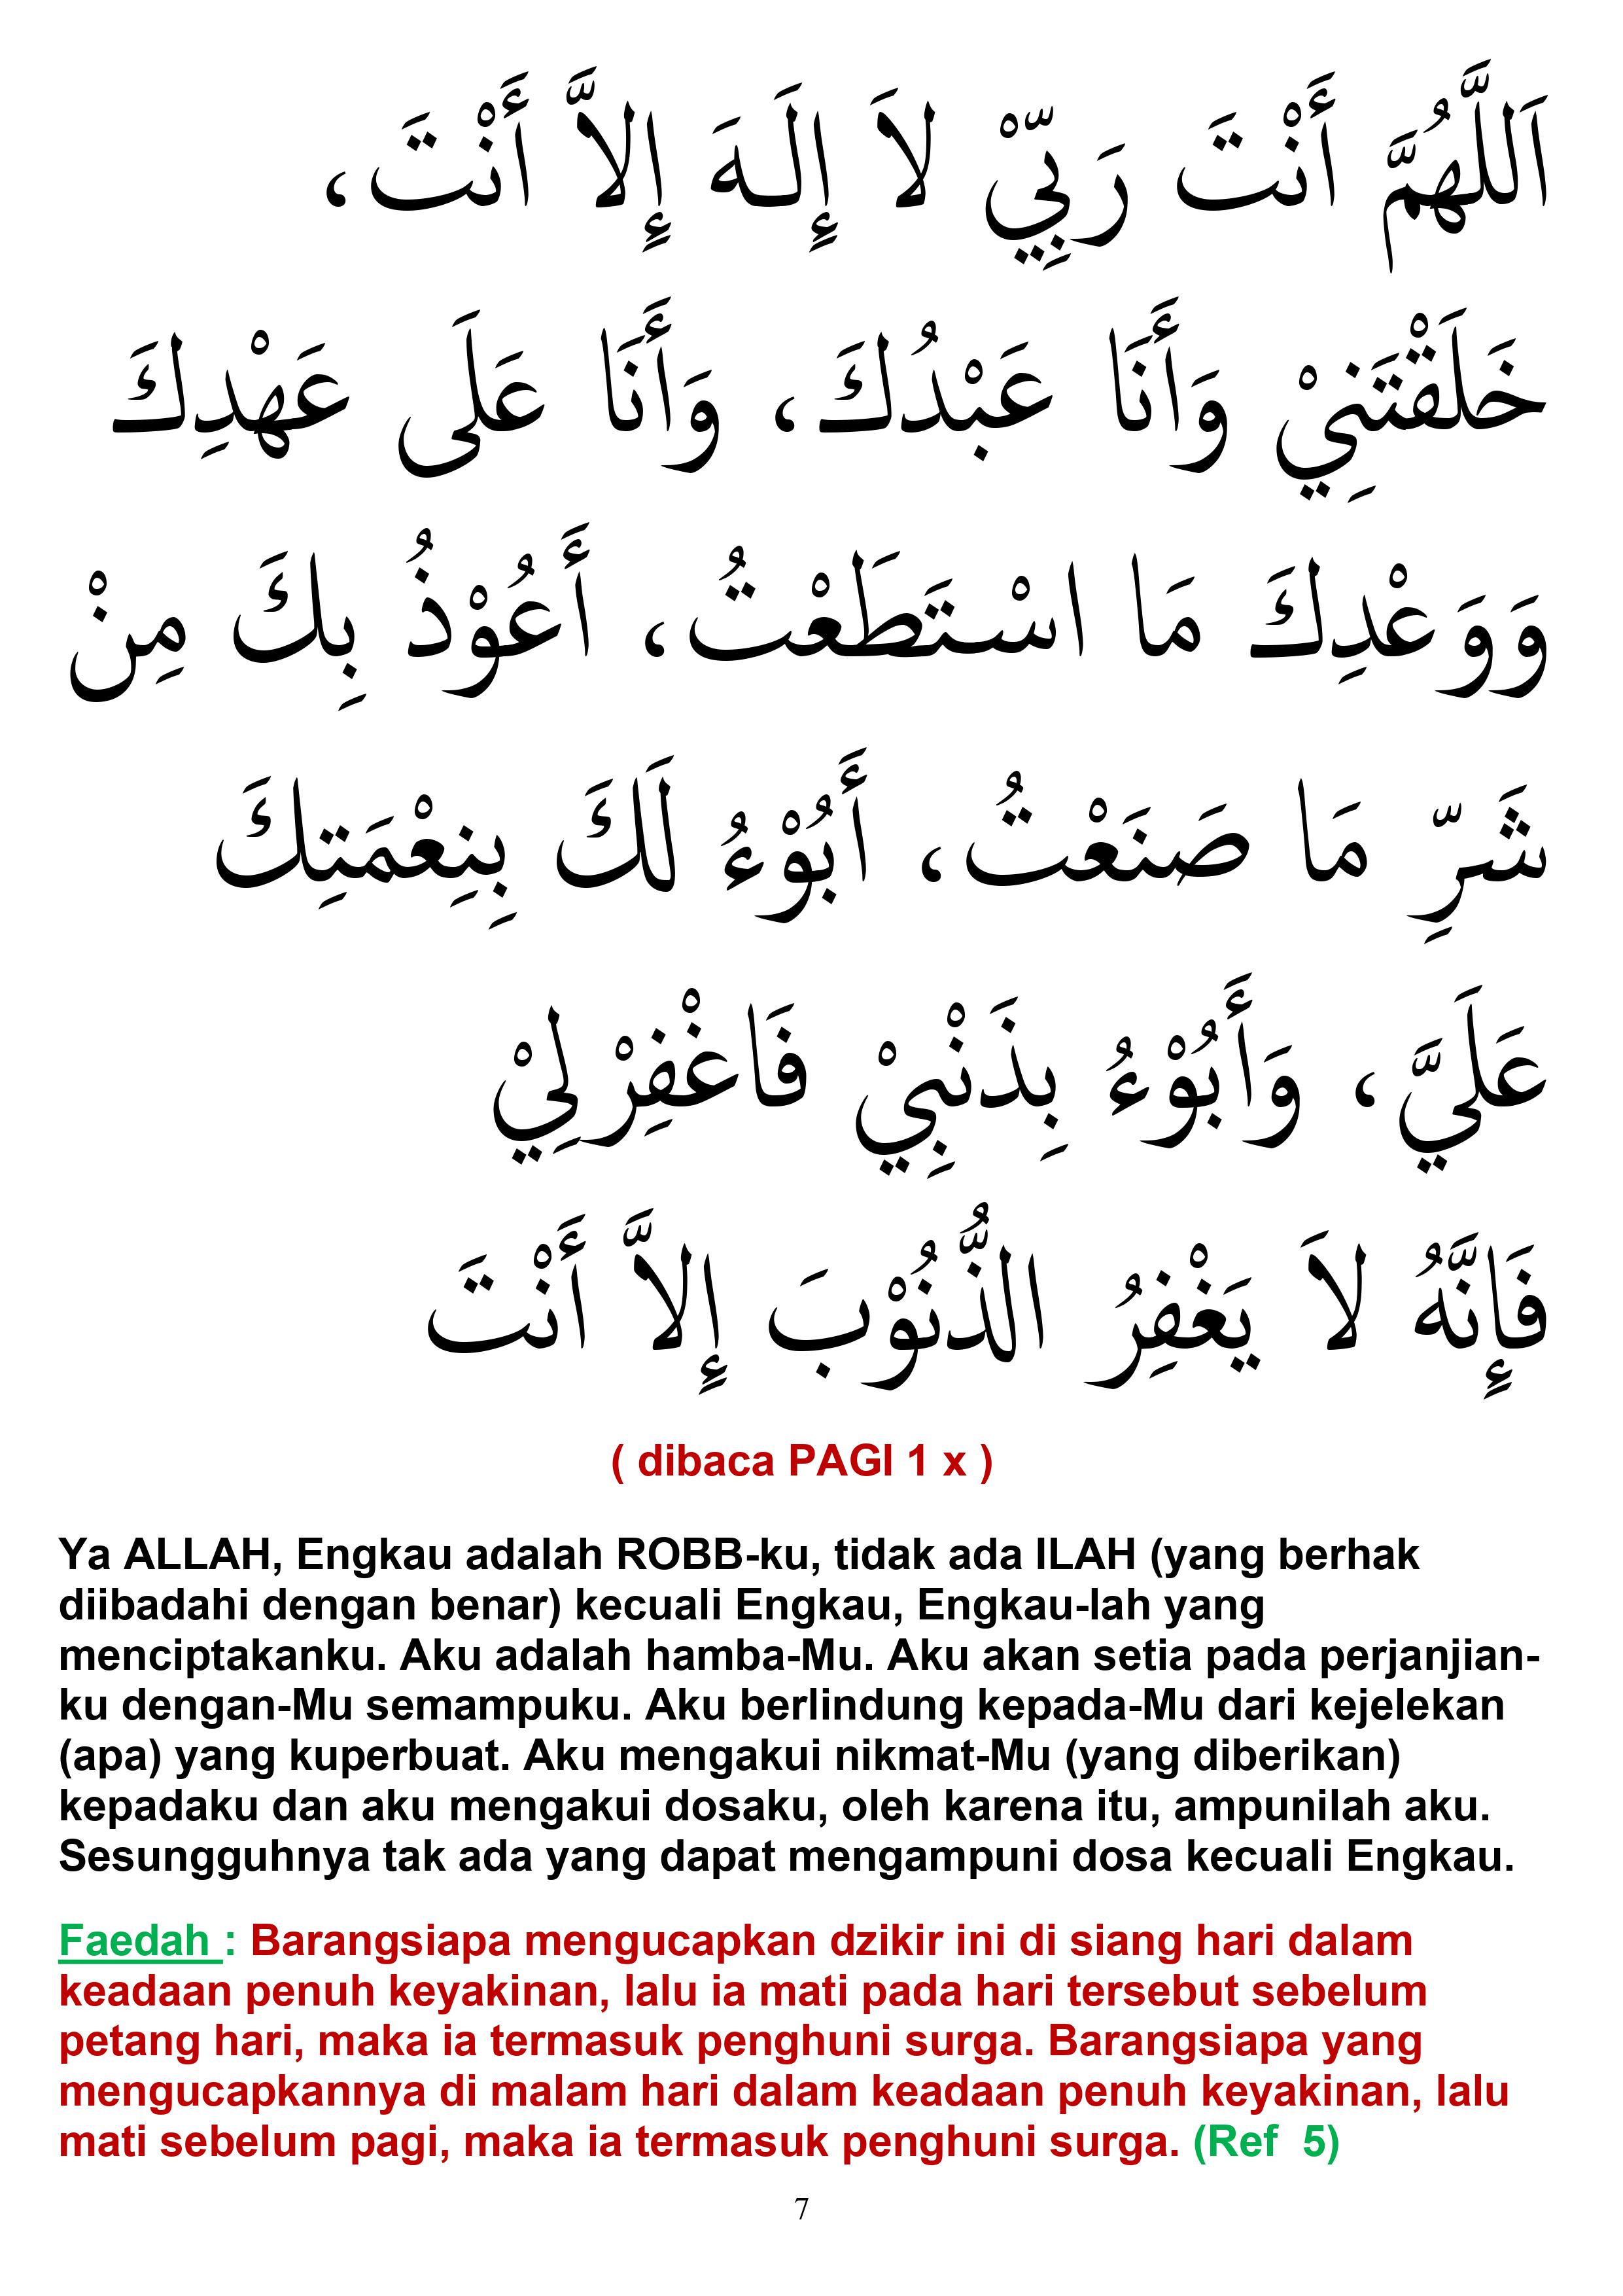 اَللَّهُمَّ أَنْتَ رَبِّيْ لاَ إِلَـهَ إِلاَّ أَنْتَ،
خَلَقْتَنِيْ وَأَنَا عَبْدُكَ، وَأَنَا عَلَى عَهْدِكَ
وَوَعْدِكَ مَا اسْتَطَعْتُ، أَعُوْذُ بِكَ مِنْ
شَرِّ مَا صَنَعْتُ، أَبُوْءُ لَكَ بِنِعْمَتِكَ
عَلَيَّ، وَأَبُوْءُ بِذَنْبِيْ فَاغْفِرْ لِيْ
فَإِنَّهُ لاَ يَغْفِرُ الذُّنُوْبَ إِلاَّ أَنْتَ
( dibaca PAGI 1 x )
Ya ALLAH, Engkau adalah ROBB-ku, tidak ada ILAH (yang berhak
diibadahi dengan benar) kecuali Engkau, Engkau-lah yang
menciptakanku. Aku adalah hamba-Mu. Aku akan setia pada perjanjian-
ku dengan-Mu semampuku. Aku berlindung kepada-Mu dari kejelekan
(apa) yang kuperbuat. Aku mengakui nikmat-Mu (yang diberikan)
kepadaku dan aku mengakui dosaku, oleh karena itu, ampunilah aku.
Sesungguhnya tak ada yang dapat mengampuni dosa kecuali Engkau.
Faedah : Barangsiapa mengucapkan dzikir ini di siang hari dalam
keadaan penuh keyakinan, lalu ia mati pada hari tersebut sebelum
petang hari, maka ia termasuk penghuni surga. Barangsiapa yang
mengucapkannya di malam hari dalam keadaan penuh keyakinan, lalu
mati sebelum pagi, maka ia termasuk penghuni surga. (Ref  5)
7